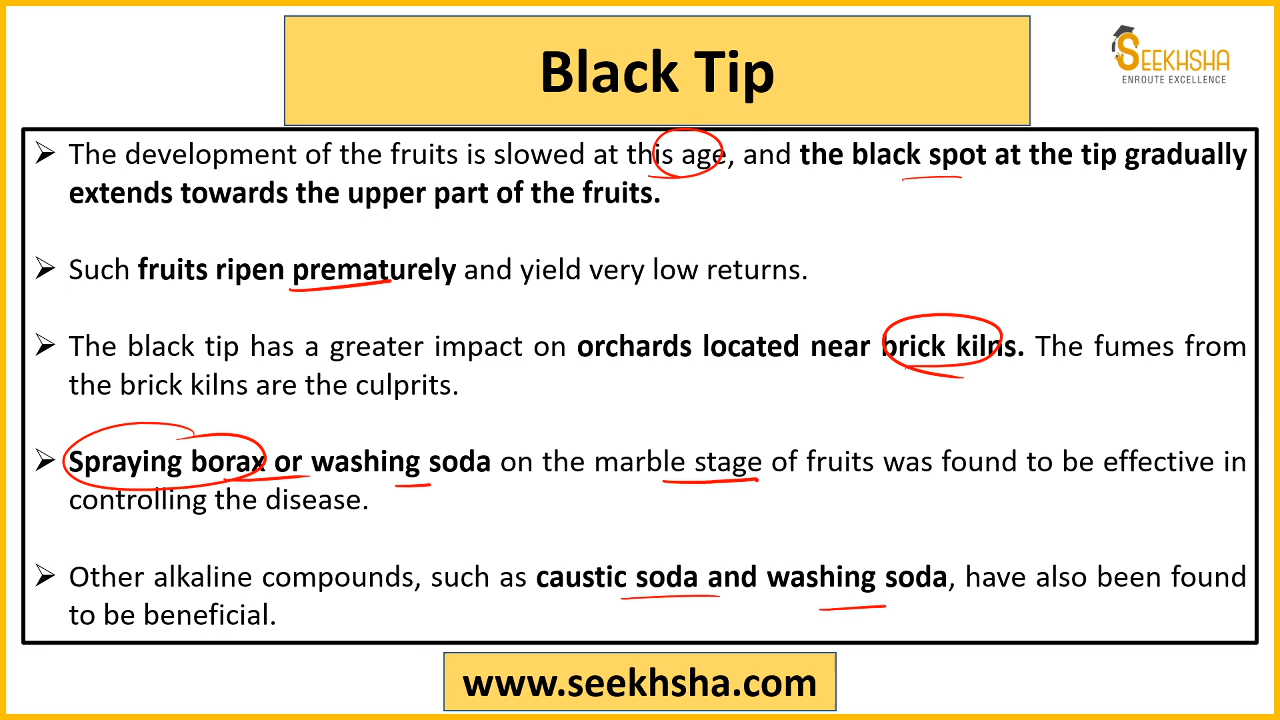 Black Tip
SEEKHSHA
ENROUTE EXCELLENCE
➢ The development of the fruits is slowed at this age, and the black spot at the tip gradually
extends towards the upper part of the fruits.
➢ Such fruits ripen prematurely and yield very low returns.
➢ The black tip has a greater impact on orchards located near brick kilns. The fumes from
the brick kilns are the culprits.
➢ Spraying borax or washing soda on the marble stage of fruits was found to be effective in
controlling the disease.
➢ Other alkaline compounds, such as caustic soda and washing soda, have also been found
to be beneficial.
www.seekhsha.com